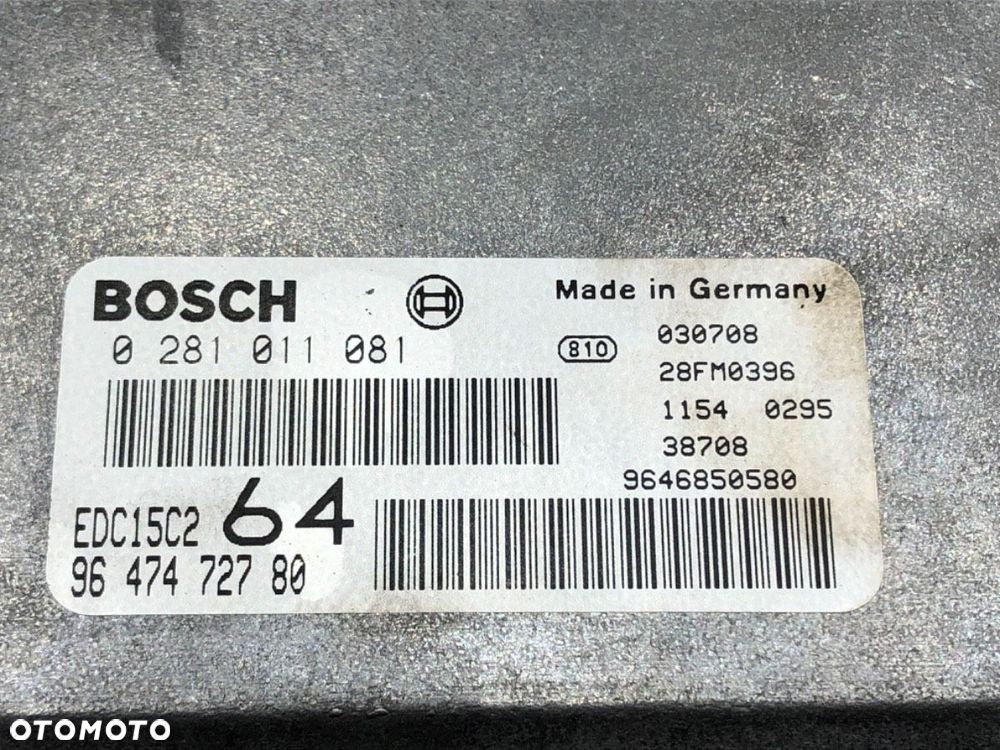 BOSCH
Made in Germany
0 281 011 081
810
030708
28FM0396
1154 0295
38708
9646850580
EDC15C2 64
96 474 727 80
OTOMOTO